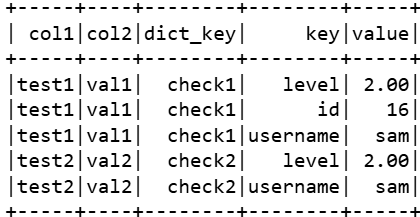 +-----+----+--------+--------+-----+
| col1|col2|dict_key|     key|value|
+-----+----+--------+--------+-----+
|test1|val1|  check1|   level| 2.00|
|test1|val1|  check1|      id|   16|
|test1|val1|  check1|username|  sam|
|test2|val2|  check2|   level| 2.00|
|test2|val2|  check2|username|  sam|
+-----+----+--------+--------+-----+